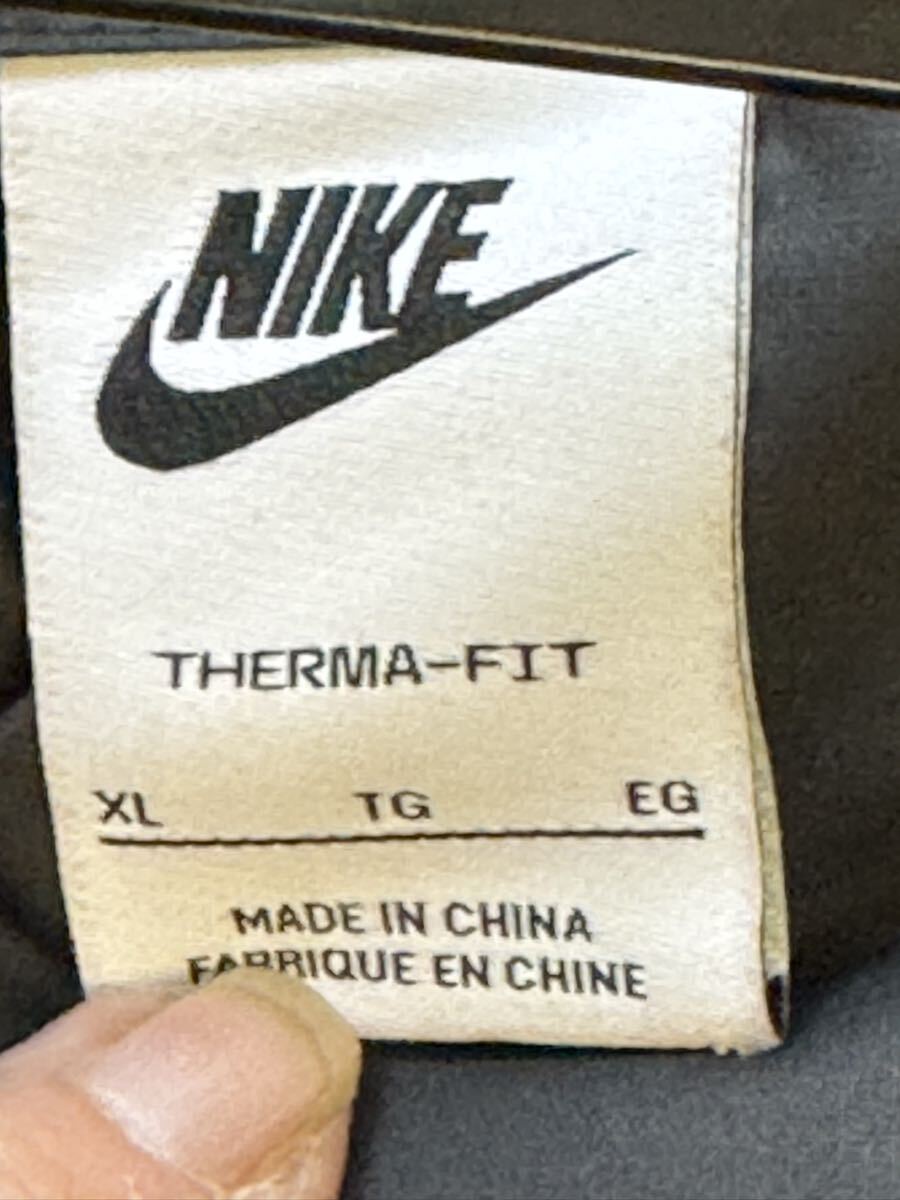 NIKE
THERMA-FIT
XL TG EG
MADE IN CHINA
FABRIQUE EN CHINE